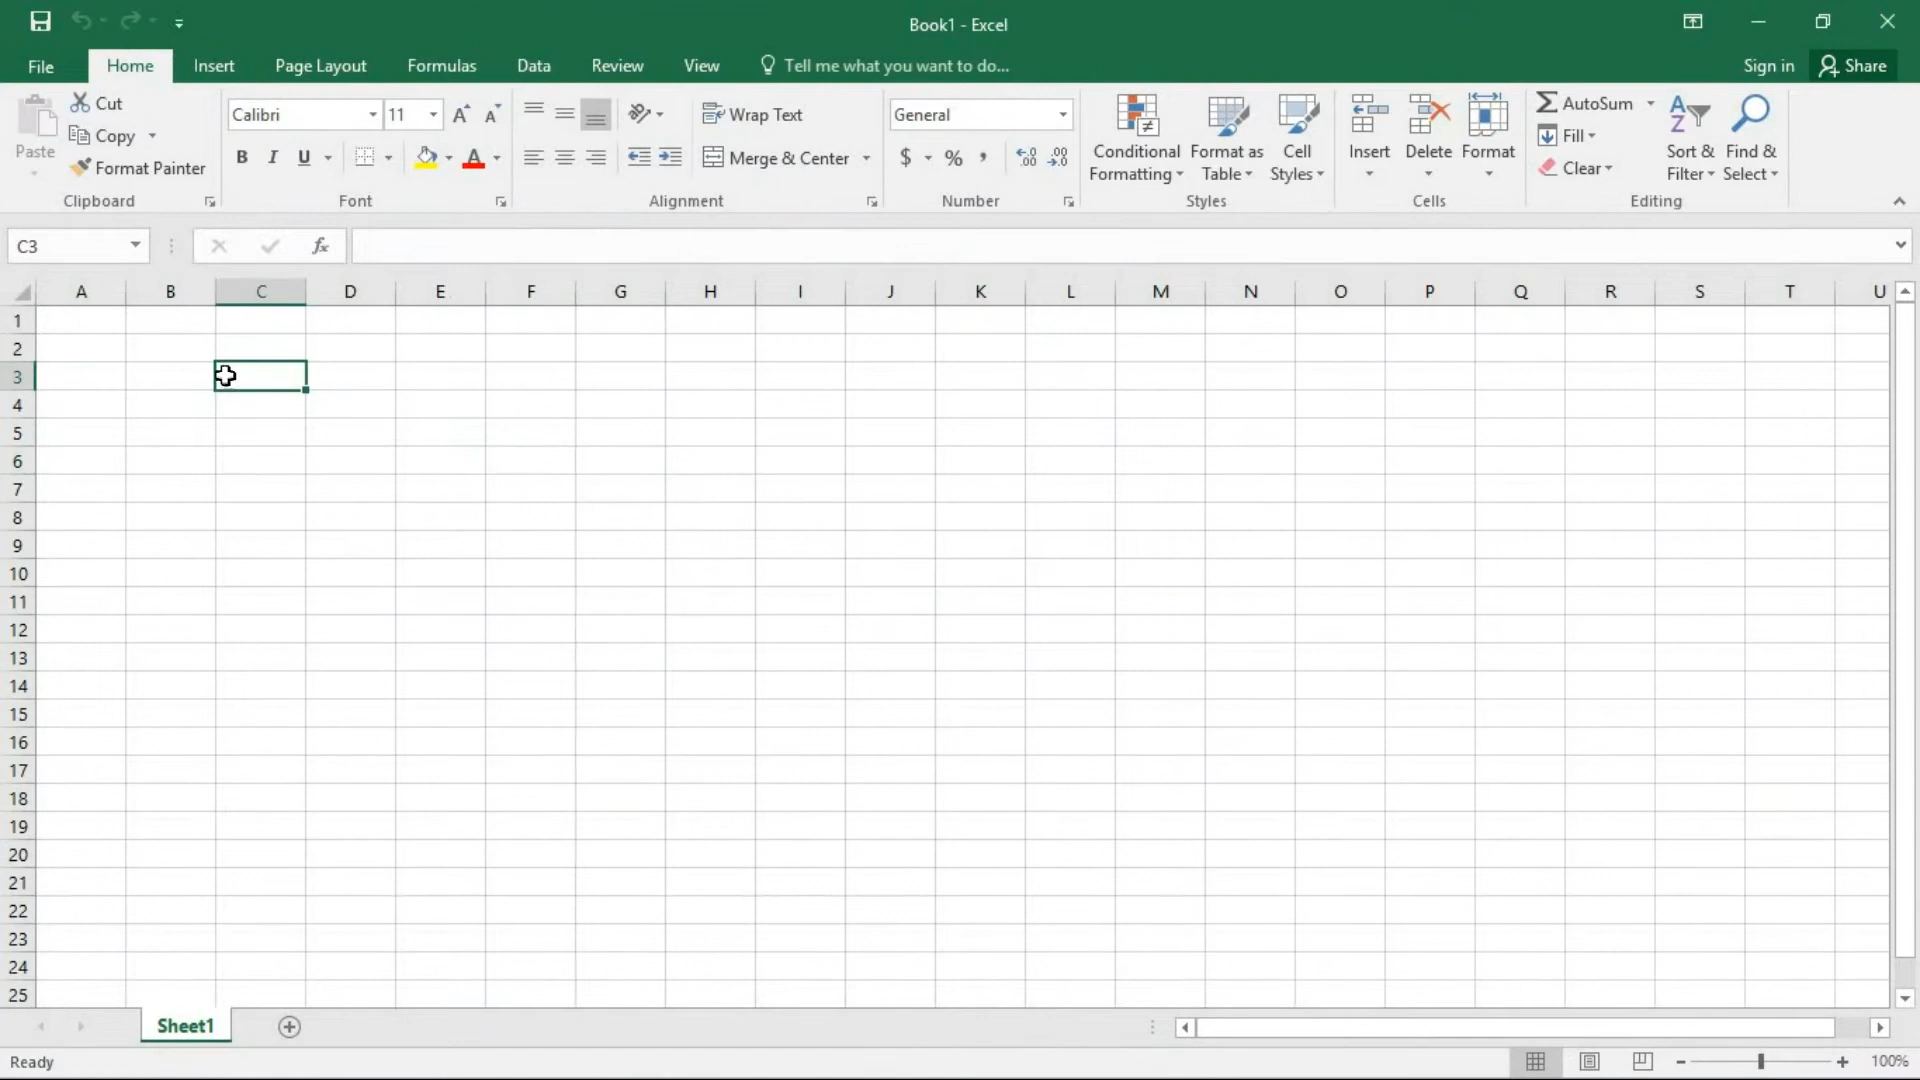 Book1 - Excel
File Home Insert Page Layout Formulas Data Review View Tell me what you want to do... Sign in Share
Paste Cut Copy Format Painter Clipboard
Calibri 11 B I U A Font
Wrap Text Merge & Center Alignment
General $ % , .00 .0 Number
Conditional Formatting Format as Table Cell Styles Styles
Insert Delete Format Cells
AutoSum Fill Clear Sort & Filter Find & Select Editing
C3 fx
A B C D E F G H I J K L M N O P Q R S T U
1
2
3
4
5
6
7
8
9
10
11
12
13
14
15
16
17
18
19
20
21
22
23
24
25
Sheet1
Ready 100%